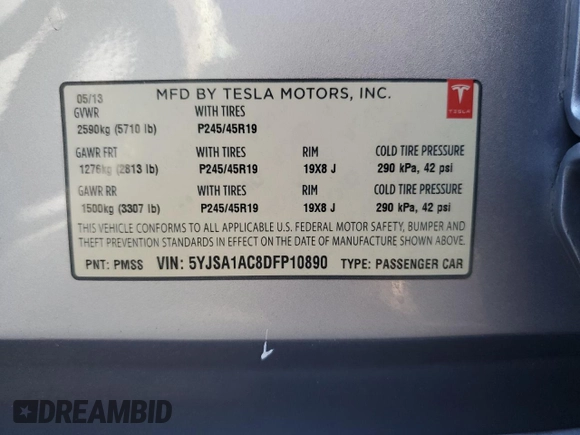 05/13 MFD BY TESLA MOTORS, INC.
TESLA
GVWR WITH TIRES
2590kg (5710 lb) P245/45R19
GAWR FRT WITH TIRES RIM COLD TIRE PRESSURE
1276kg (2813 lb) P245/45R19 19X8 J 290 kPa, 42 psi
GAWR RR WITH TIRES RIM COLD TIRE PRESSURE
1500kg (3307 lb) P245/45R19 19X8 J 290 kPa, 42 psi
THIS VEHICLE CONFORMS TO ALL APPLICABLE U.S. FEDERAL MOTOR SAFETY, BUMPER AND
THEFT PREVENTION STANDARDS IN EFFECT ON THE DATE OF MANUFACTURE SHOWN ABOVE.
PNT: PMSS VIN: 5YJSA1AC8DFP10890 TYPE: PASSENGER CAR
DREAMBID